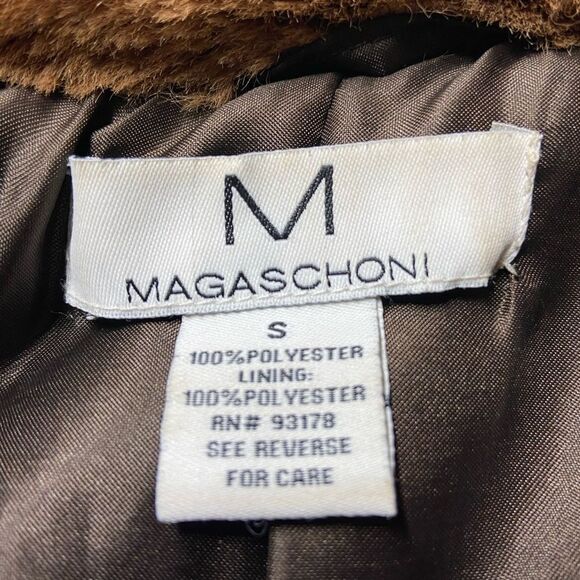 M
MAGASCHONI
S
100%POLYESTER
LINING:
100%POLYESTER
RN# 93178
SEE REVERSE
FOR CARE